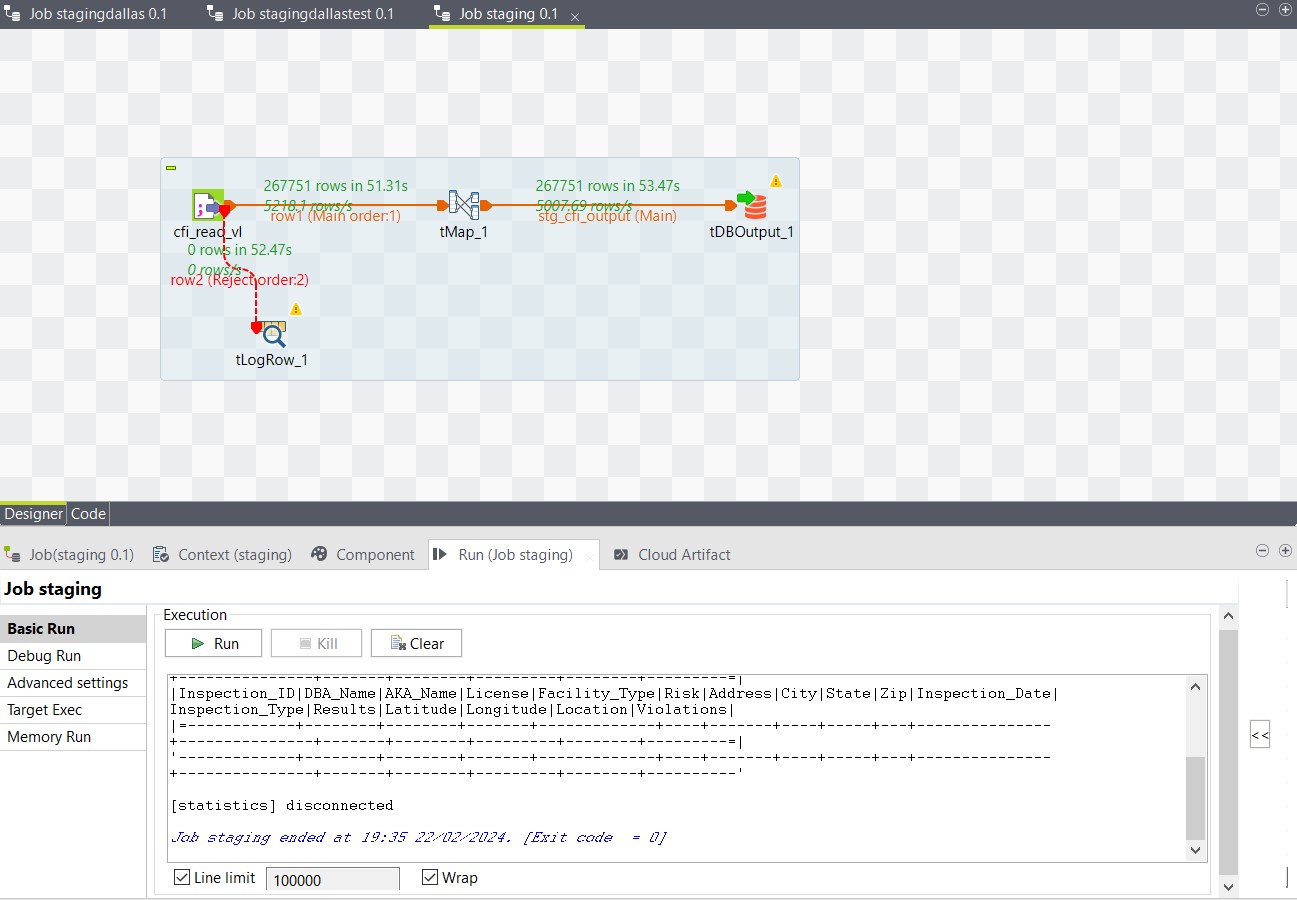 Job stagingdallas 0.1
Job stagingdallastest 0.1
Job staging 0.1
267751 rows in 51.31s
5218.1 rows/s
row1 (Main order:1)
267751 rows in 53.47s
5007.69 rows/s
stg_cfi_output (Main)
cfi_read_vl
tMap_1
tDBOutput_1
0 rows in 52.47s
0 rows/s
row2 (Reject order:2)
tLogRow_1
Designer
Code
Job(staging 0.1)
Context (staging)
Component
Run (Job staging)
Cloud Artifact
Job staging
Basic Run
Debug Run
Advanced settings
Target Exec
Memory Run
Execution
Run
Kill
Clear
+---------------+-------+--------+---------+--------+----------=|
|Inspection_ID|DBA_Name|AKA_Name|License|Facility_Type|Risk|Address|City|State|Zip|Inspection_Date|
Inspection_Type|Results|Latitude|Longitude|Location|Violations|
|=------------+--------+--------+-------+-------------+----+-------+----+-----+---+---------------
+---------------+-------+--------+---------+--------+----------=|
'-------------+--------+--------+-------+-------------+----+-------+----+-----+---+---------------
+---------------+-------+--------+---------+--------+----------'
[statistics] disconnected
Job staging ended at 19:35 22/02/2024. [Exit code  = 0]
Line limit
100000
Wrap
<<